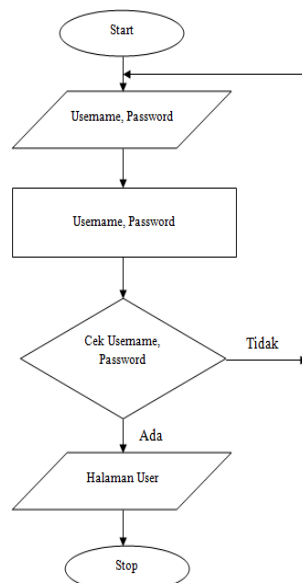 Start
Username, Password
Username, Password
Cek Username,
Password
Tidak
Ada
Halaman User
Stop